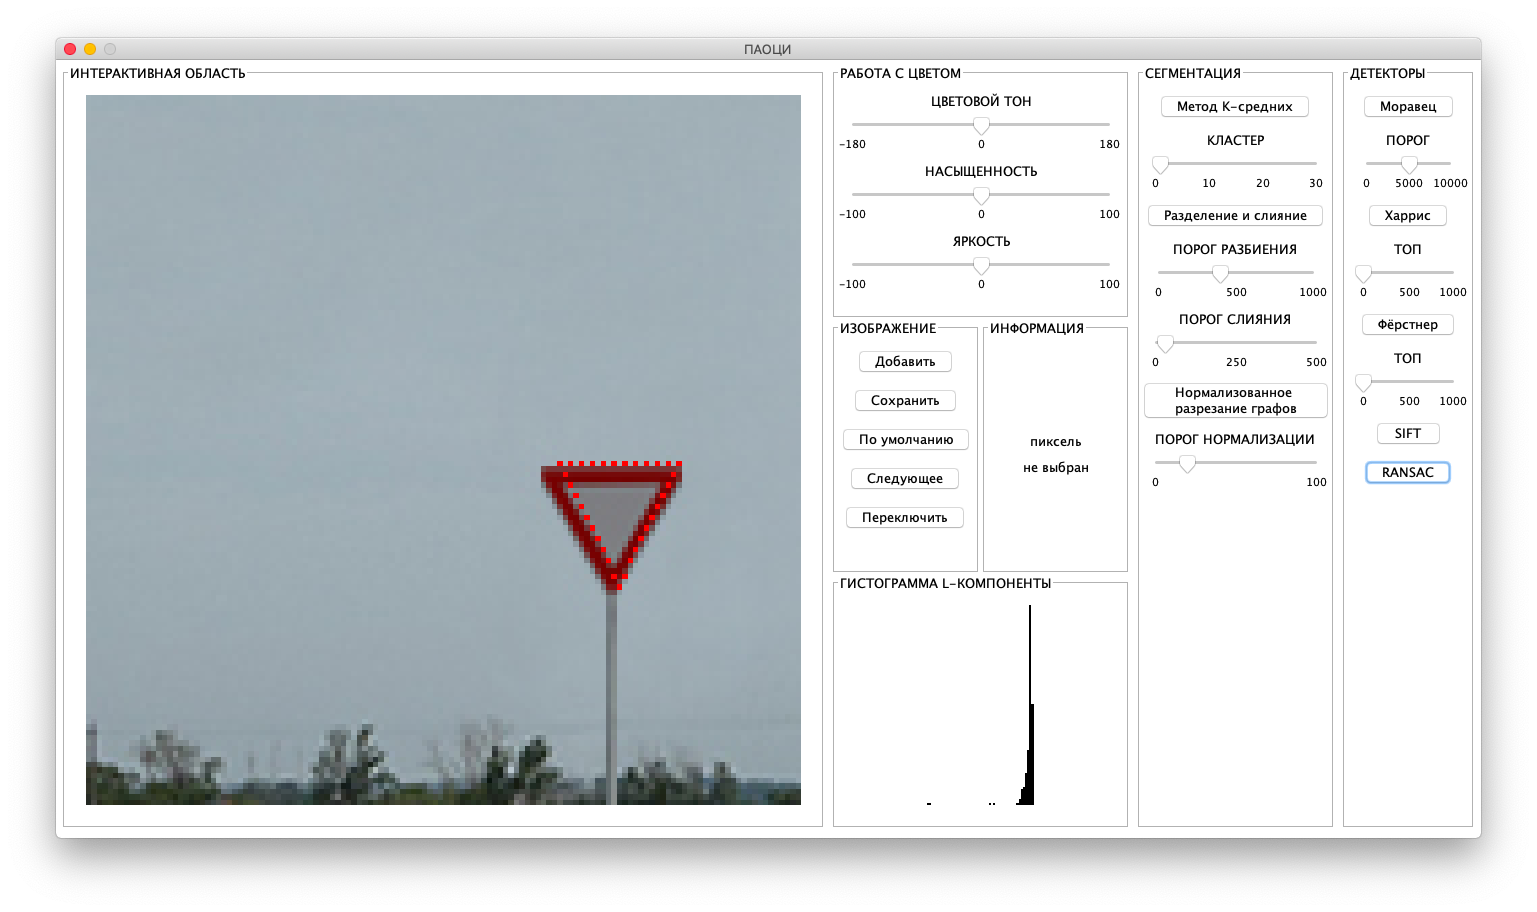 ПАОЦИ
ИНТЕРАКТИВНАЯ ОБЛАСТЬ
РАБОТА С ЦВЕТОМ
ЦВЕТОВОЙ ТОН
-180 0 180
НАСЫЩЕННОСТЬ
-100 0 100
ЯРКОСТЬ
-100 0 100
ИЗОБРАЖЕНИЕ
Добавить
Сохранить
По умолчанию
Следующее
Переключить
ИНФОРМАЦИЯ
пиксель
не выбран
ГИСТОГРАММА L-КОМПОНЕНТЫ
СЕГМЕНТАЦИЯ
Метод К-средних
КЛАСТЕР
0 10 20 30
Разделение и слияние
ПОРОГ РАЗБИЕНИЯ
0 500 1000
ПОРОГ СЛИЯНИЯ
0 250 500
Нормализованное
разрезание графов
ПОРОГ НОРМАЛИЗАЦИИ
0 100
ДЕТЕКТОРЫ
Моравец
ПОРОГ
0 5000 10000
Харрис
ТОП
0 500 1000
Фёрстнер
ТОП
0 500 1000
SIFT
RANSAC